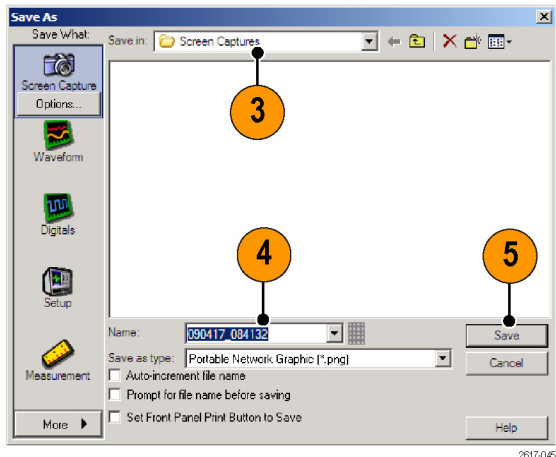 Save As
Save What:
Save in: Screen Captures
Screen Capture
Options...
3
Waveform
Digitals
4
5
Setup
Name: 090417_084132
Save
Save as type: Portable Network Graphic (*.png)
Cancel
Measurement
Auto-increment file name
Prompt for file name before saving
Set Front Panel Print Button to Save
More
Help
2617-045